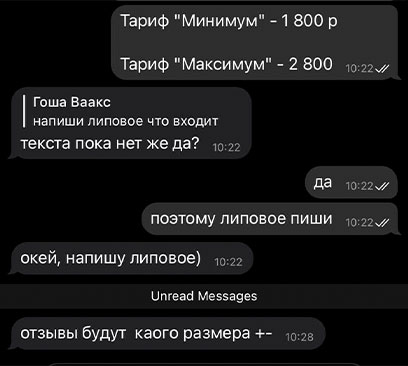 Тариф "Минимум" - 1 800 р
Тариф "Максимум" - 2 800
10:22
Гоша Ваакс
напиши липовое что входит
текста пока нет же да?
10:22
да
10:22
поэтому липовое пиши
10:22
окей, напишу липовое)
10:22
Unread Messages
отзывы будут каого размера +-
10:28